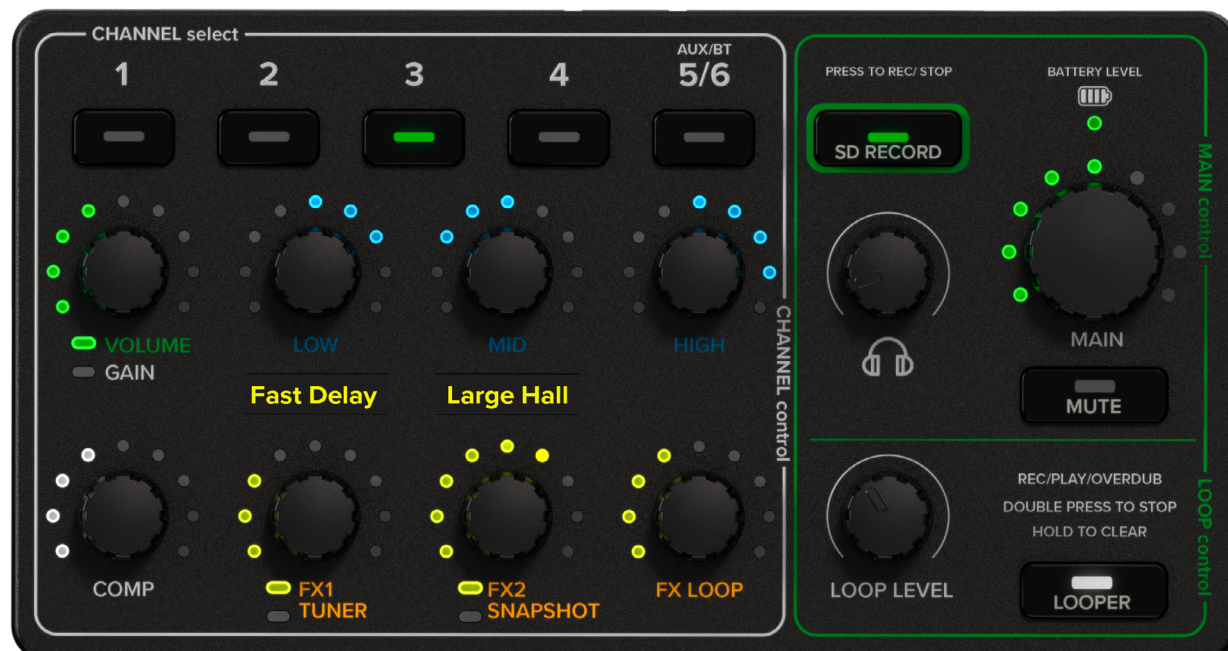 CHANNEL select
1
2
3
4
AUX/BT
5/6
VOLUME
GAIN
LOW
MID
HIGH
Fast Delay
Large Hall
COMP
FX1
TUNER
FX2
SNAPSHOT
FX LOOP
CHANNEL control
PRESS TO REC/ STOP
SD RECORD
BATTERY LEVEL
MAIN
MUTE
MAIN control
LOOP LEVEL
REC/PLAY/OVERDUB
DOUBLE PRESS TO STOP
HOLD TO CLEAR
LOOPER
LOOP control